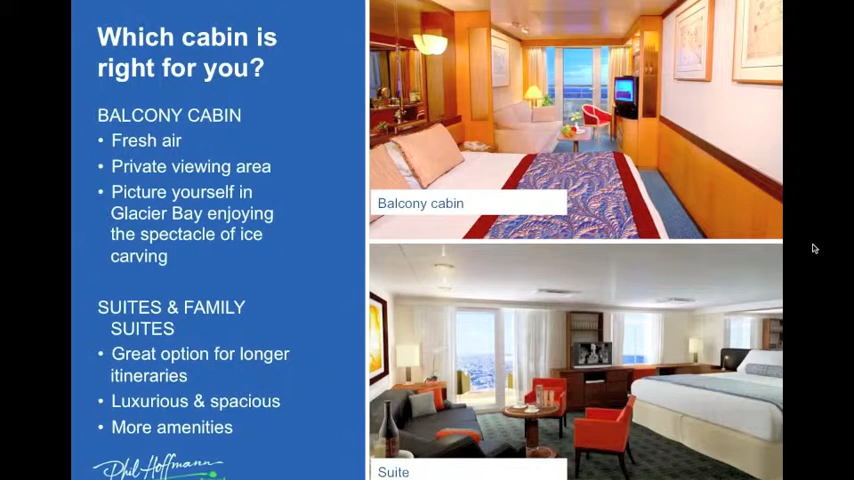 Which cabin is
right for you?
BALCONY CABIN
• Fresh air
• Private viewing area
• Picture yourself in
Glacier Bay enjoying
the spectacle of ice
carving
SUITES & FAMILY
SUITES
• Great option for longer
itineraries
• Luxurious & spacious
• More amenities
Phil Hoffmann
Balcony cabin
Suite